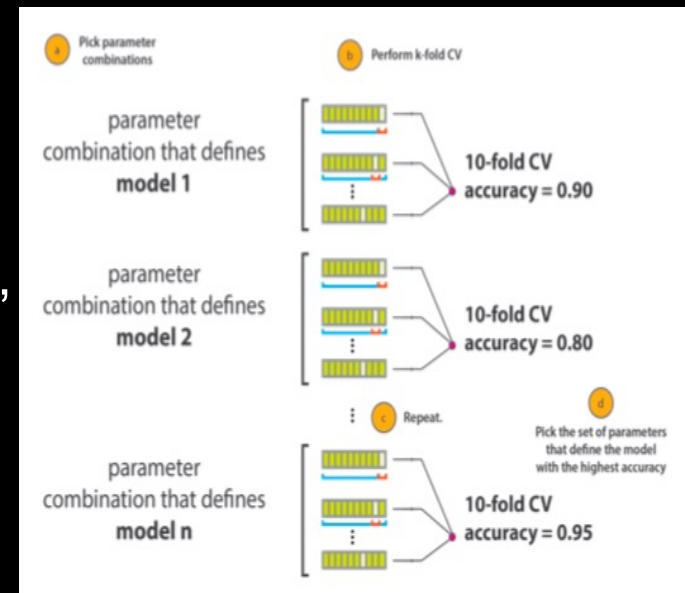 a
Pick parameter
combinations
b
Perform k-fold CV
parameter
combination that defines
model 1
10-fold CV
accuracy = 0.90
,
parameter
combination that defines
model 2
10-fold CV
accuracy = 0.80
c
Repeat.
d
Pick the set of parameters
that define the model
with the highest accuracy
parameter
combination that defines
model n
10-fold CV
accuracy = 0.95